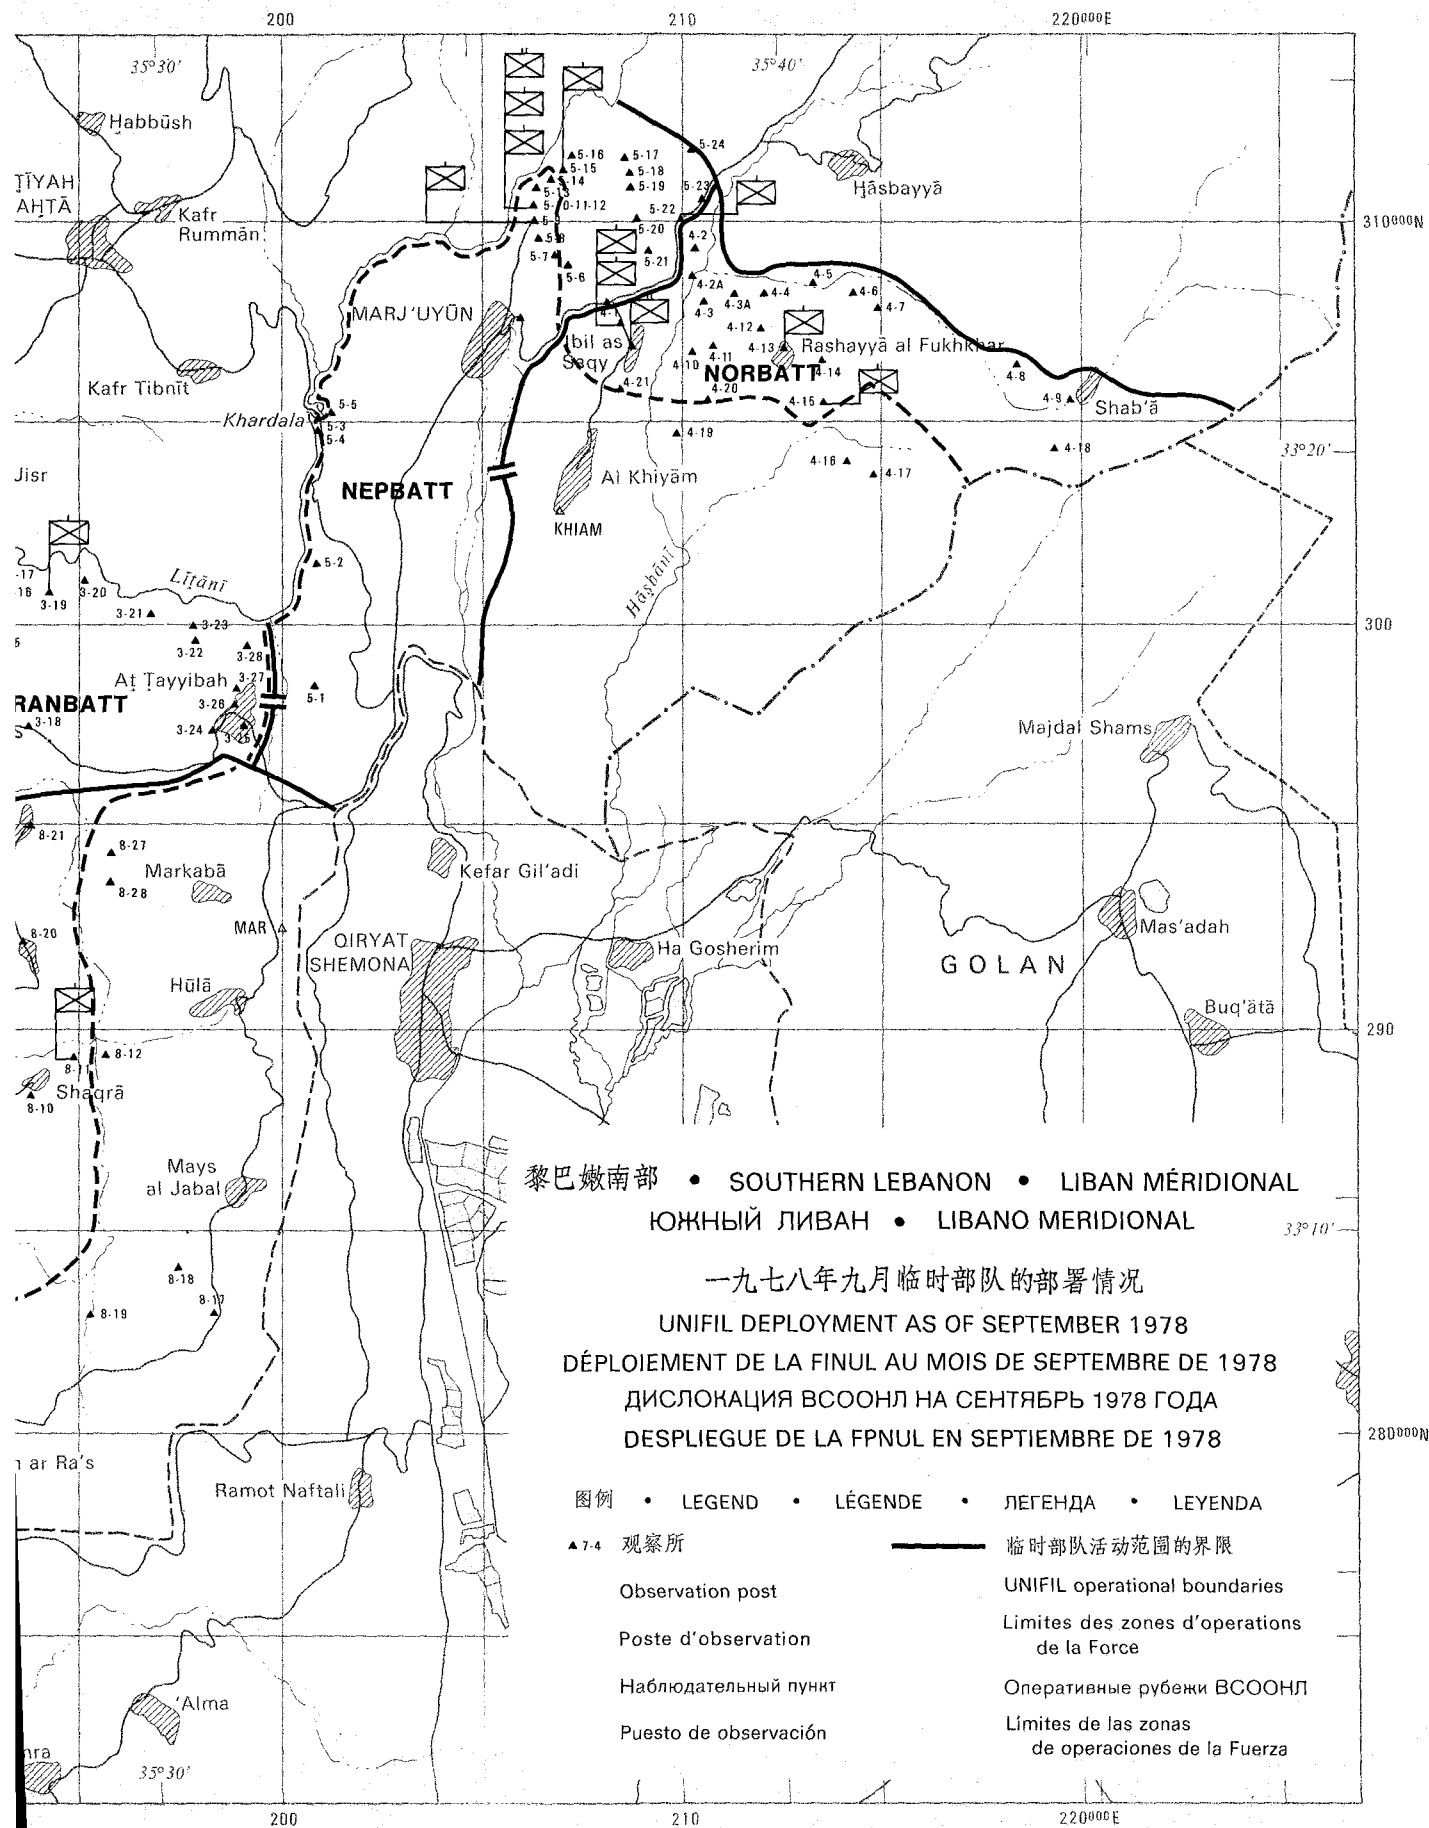 200 210 220000E
35°30' 35°40'
Ḥabbūsh
5-24
5-16 5-17
5-15 5-18
5-14 5-19 5-23
ṬĪYAH
AḤTĀ
Ḥāsbayyā
5-13
Kafr
Rummān
0-11-12
5-22
310000N
5-8 5-20 4-2
5-7 5-21
5-6
4-2A 4-5
4-3 4-3A 4-4 4-6 4-7
MARJ'UYŪN
4-12
Ibil as
Saqy
4-13 Rashayyā al Fukhkhar
4-10 4-11 4-14
NORBATT
4-8
Kafr Tibnīt
4-21 4-20 4-15 4-9
Shab'ā
5-5
Khardala
5-3
5-4
4-19 4-18
33°20'
4-16 4-17
Jisr
Al Khiyām
NEPBATT
KHIAM
5-2
-17
16
3-19 3-20
Līṭānī
Ḥāṣbānī
3-21
3-23
300
3-22 3-28
Aṭ Ṭayyibah 3-27
5-1
RANBATT
3-26
3-18
3-24 3-25
Majdal Shams
8-21
8-27
Markabā
8-28
Kefar Gil'adi
8-20
MAR
QIRYAT
SHEMONA
Ha Gosherim
Mas'adah
GOLAN
Hūlā
Buq'ātā
290
8-12
8-11
Shaqrā
8-10
Mays
al Jabal
黎巴嫩南部 • SOUTHERN LEBANON • LIBAN MÉRIDIONAL
ЮЖНЫЙ ЛИВАН • LIBANO MERIDIONAL
33°10'
8-18
8-19 8-17
一九七八年九月临时部队的部署情况
UNIFIL DEPLOYMENT AS OF SEPTEMBER 1978
DÉPLOIEMENT DE LA FINUL AU MOIS DE SEPTEMBRE DE 1978
ДИСЛОКАЦИЯ ВСООНЛ НА СЕНТЯБРЬ 1978 ГОДА
DESPLIEGUE DE LA FPNUL EN SEPTIEMBRE DE 1978
280000N
ar Ra's
Ramot Naftali
图例 • LEGEND • LÉGENDE • ЛЕГЕНДА • LEYENDA
7-4 观察所
Observation post
Poste d'observation
Наблюдательный пункт
Puesto de observación
临时部队活动范围的界限
UNIFIL operational boundaries
Limites des zones d'operations
de la Force
Оперативные рубежи ВСООНЛ
Límites de las zonas
de operaciones de la Fuerza
'Alma
35°30'
200 210 220000E